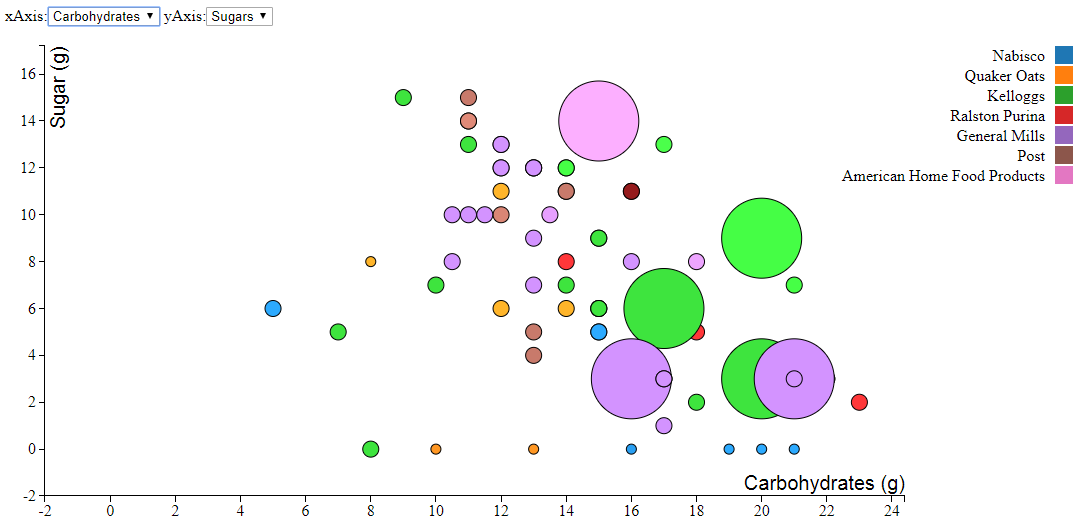 xAxis: Carbohydrates ▼ yAxis: Sugars ▼
Sugar (g)
16
14
12
10
8
6
4
2
0
-2
-2 0 2 4 6 8 10 12 14 16 18 20 22 24
Carbohydrates (g)
Nabisco
Quaker Oats
Kelloggs
Ralston Purina
General Mills
Post
American Home Food Products